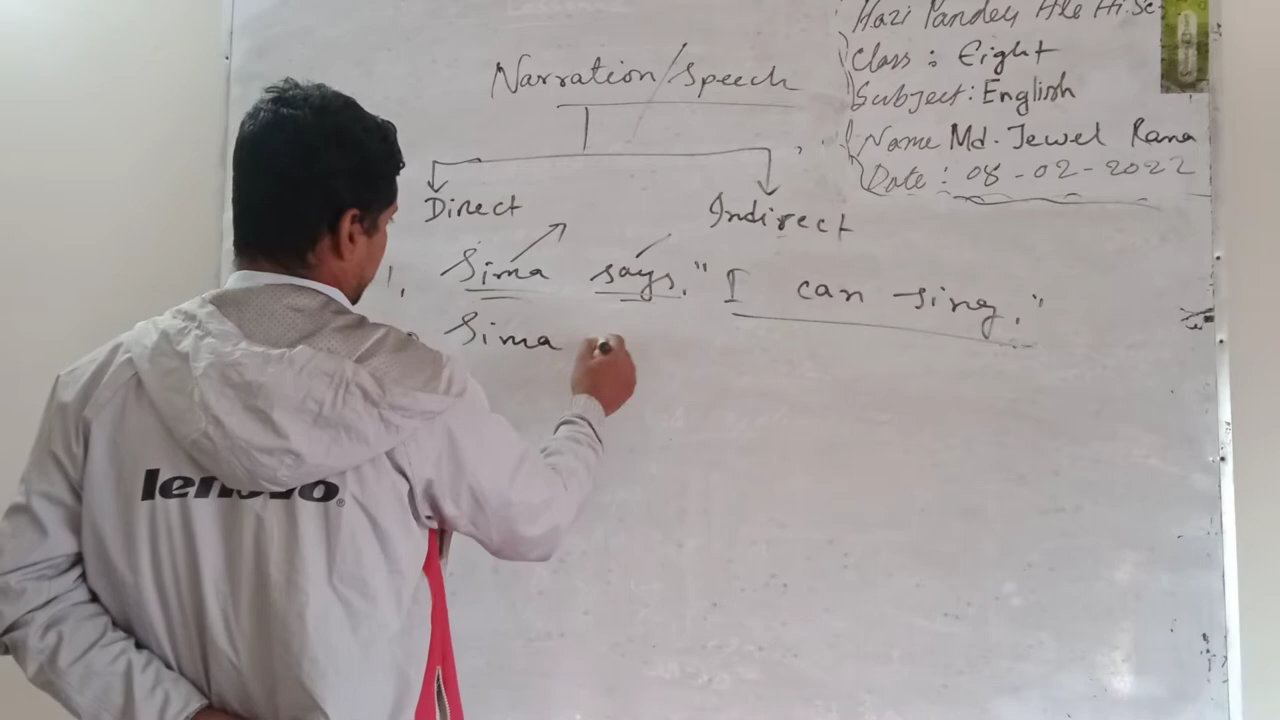 Hazi Pandey Ale Hi. Sc
Class : Eight
Subject : English
Name Md. Jewel Rana
Date : 08-02-2022
Narration/speech
Direct
Indirect
1. Sima says, "I can sing."
Sima
lenovo®